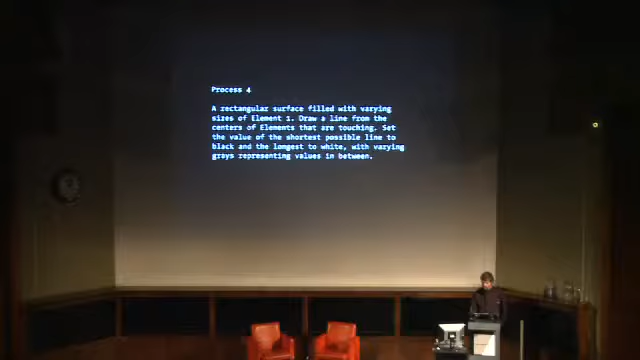 Process 4
A rectangular surface filled with varying
sizes of Element 1. Draw a line from the
centers of Elements that are touching. Set
the value of the shortest possible line to
black and the longest to white, with varying
grays representing values in between.